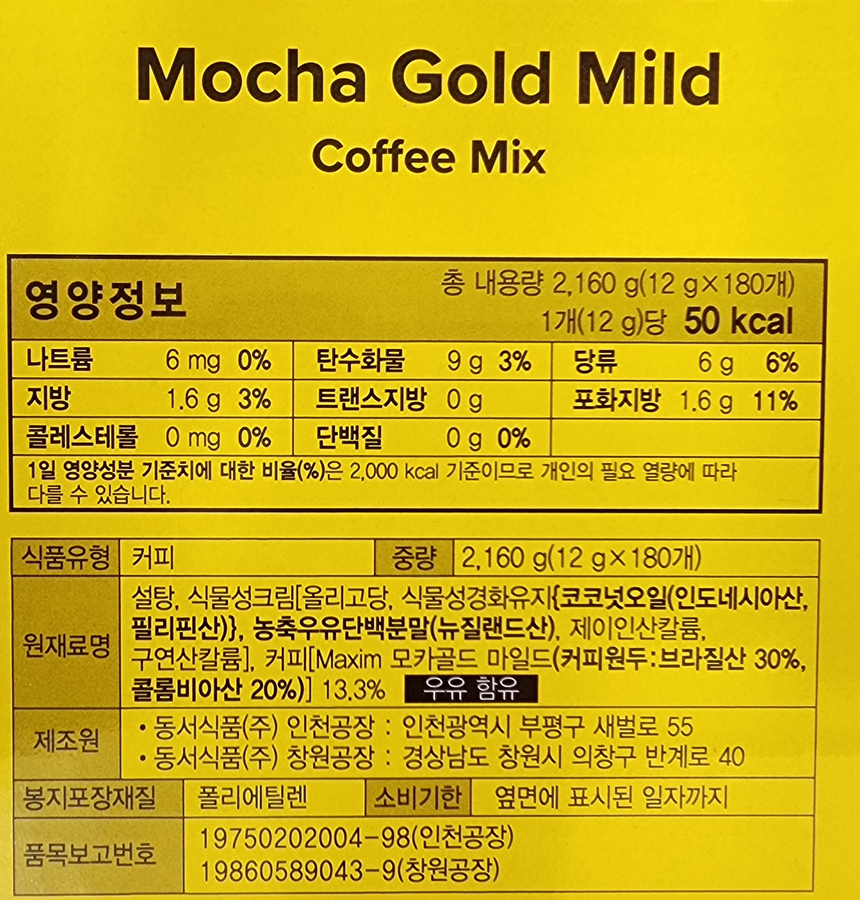 Mocha Gold Mild
Coffee Mix
영양정보
총 내용량 2,160 g(12 g×180개)
1개(12 g)당 50 kcal
나트륨 6 mg 0% 탄수화물 9 g 3% 당류 6 g 6%
지방 1.6 g 3% 트랜스지방 0 g 포화지방 1.6 g 11%
콜레스테롤 0 mg 0% 단백질 0 g 0%
1일 영양성분 기준치에 대한 비율(%)은 2,000 kcal 기준이므로 개인의 필요 열량에 따라
다를 수 있습니다.
식품유형 커피 중량 2,160 g(12 g×180개)
원재료명
설탕, 식물성크림[올리고당, 식물성경화유지{코코넛오일(인도네시아산,
필리핀산)}, 농축우유단백분말(뉴질랜드산), 제이인산칼륨,
구연산칼륨], 커피[Maxim 모카골드 마일드(커피원두:브라질산 30%,
콜롬비아산 20%)] 13.3% 우유 함유
제조원
• 동서식품(주) 인천공장 : 인천광역시 부평구 새벌로 55
• 동서식품(주) 창원공장 : 경상남도 창원시 의창구 반계로 40
봉지포장재질 폴리에틸렌 소비기한 옆면에 표시된 일자까지
품목보고번호
19750202004-98(인천공장)
19860589043-9(창원공장)